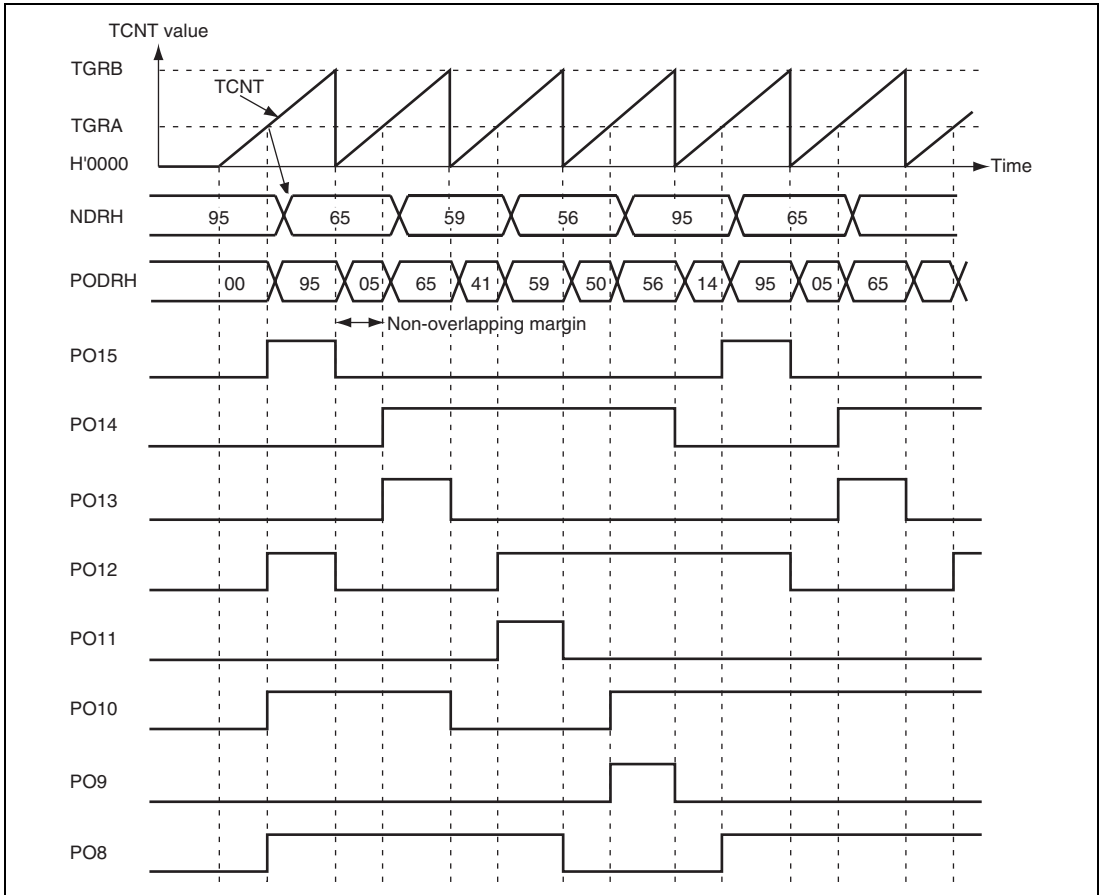 TCNT value
TGRB
TCNT
TGRA
H'0000
Time
NDRH 95 65 59 56 95 65
PODRH 00 95 05 65 41 59 50 56 14 95 05 65
Non-overlapping margin
PO15
PO14
PO13
PO12
PO11
PO10
PO9
PO8